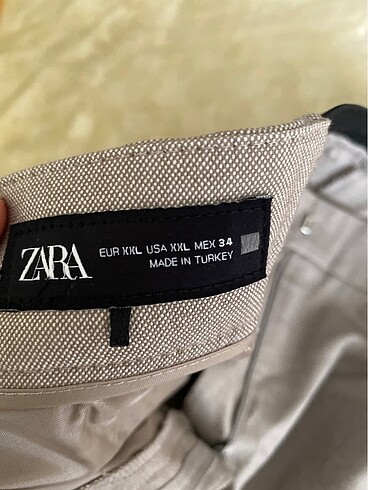 ZARA
EUR XXL USA XXL MEX 34
MADE IN TURKEY